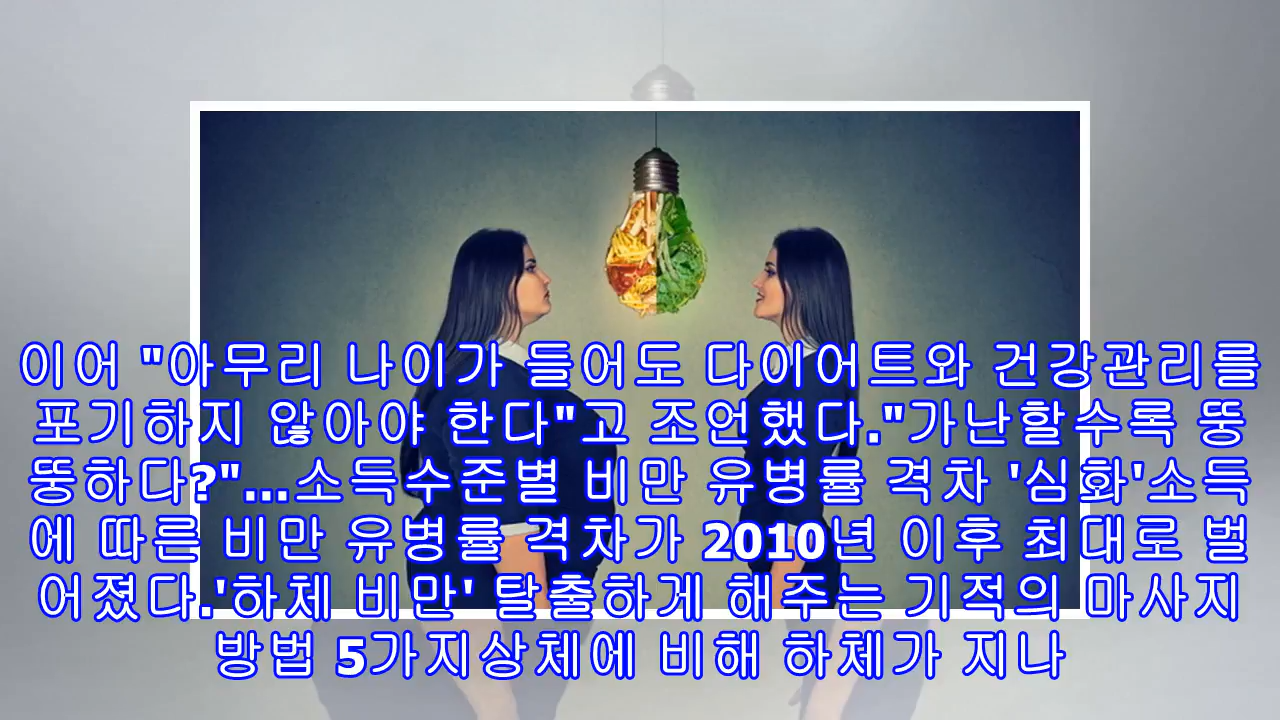 이어 "아무리 나이가 들어도 다이어트와 건강관리를
포기하지 않아야 한다"고 조언했다."가난할수록 뚱
뚱하다?"...소득수준별 비만 유병률 격차 '심화'소득
에 따른 비만 유병률 격차가 2010년 이후 최대로 벌
어졌다.'하체 비만' 탈출하게 해주는 기적의 마사지
방법 5가지상체에 비해 하체가 지나